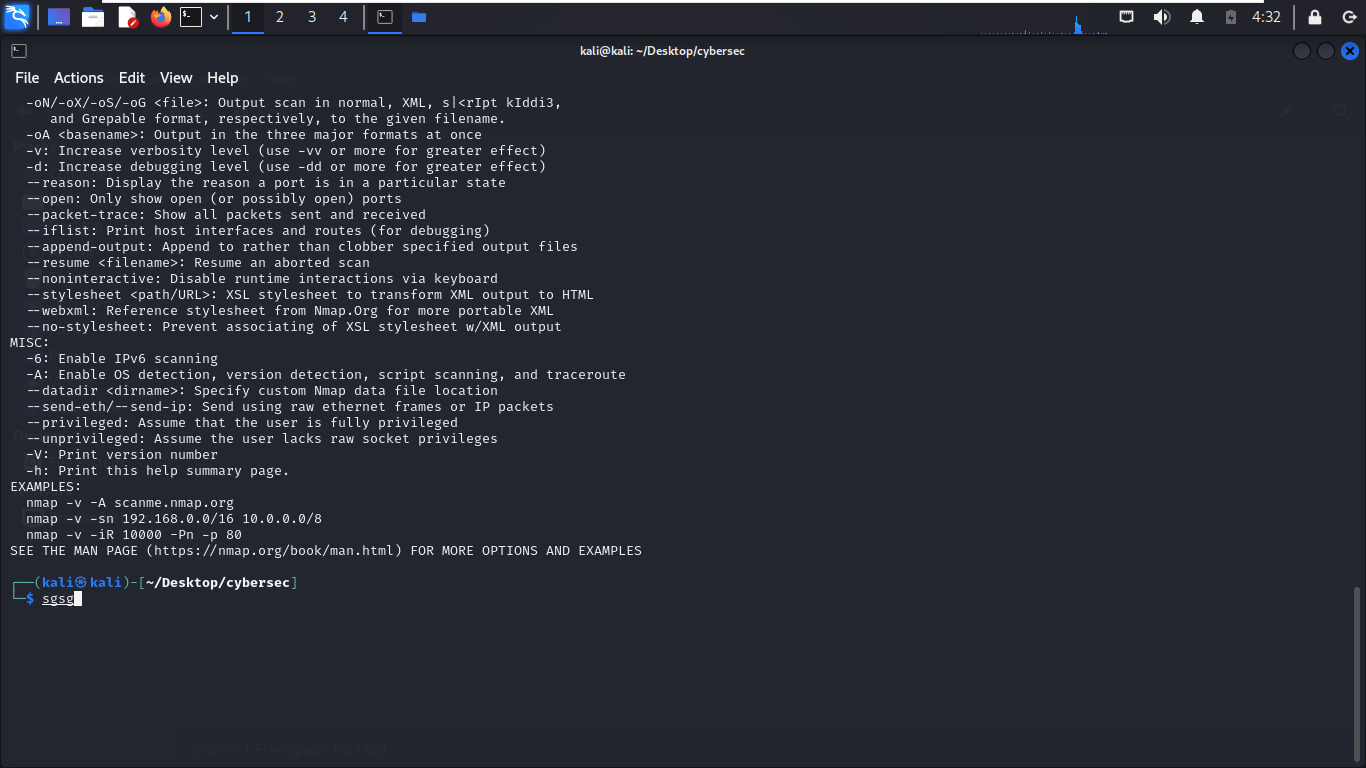 1 2 3 4 4:32
kali@kali: ~/Desktop/cybersec
File Actions Edit View Help
-oN/-oX/-oS/-oG <file>: Output scan in normal, XML, s|<rIpt kIddi3,
and Grepable format, respectively, to the given filename.
-oA <basename>: Output in the three major formats at once
-v: Increase verbosity level (use -vv or more for greater effect)
-d: Increase debugging level (use -dd or more for greater effect)
--reason: Display the reason a port is in a particular state
--open: Only show open (or possibly open) ports
--packet-trace: Show all packets sent and received
--iflist: Print host interfaces and routes (for debugging)
--append-output: Append to rather than clobber specified output files
--resume <filename>: Resume an aborted scan
--noninteractive: Disable runtime interactions via keyboard
--stylesheet <path/URL>: XSL stylesheet to transform XML output to HTML
--webxml: Reference stylesheet from Nmap.Org for more portable XML
--no-stylesheet: Prevent associating of XSL stylesheet w/XML output
MISC:
-6: Enable IPv6 scanning
-A: Enable OS detection, version detection, script scanning, and traceroute
--datadir <dirname>: Specify custom Nmap data file location
--send-eth/--send-ip: Send using raw ethernet frames or IP packets
--privileged: Assume that the user is fully privileged
--unprivileged: Assume the user lacks raw socket privileges
-V: Print version number
-h: Print this help summary page.
EXAMPLES:
nmap -v -A scanme.nmap.org
nmap -v -sn 192.168.0.0/16 10.0.0.0/8
nmap -v -iR 10000 -Pn -p 80
SEE THE MAN PAGE (https://nmap.org/book/man.html) FOR MORE OPTIONS AND EXAMPLES
┌──(kali㉿kali)-[~/Desktop/cybersec]
└─$ sgsg